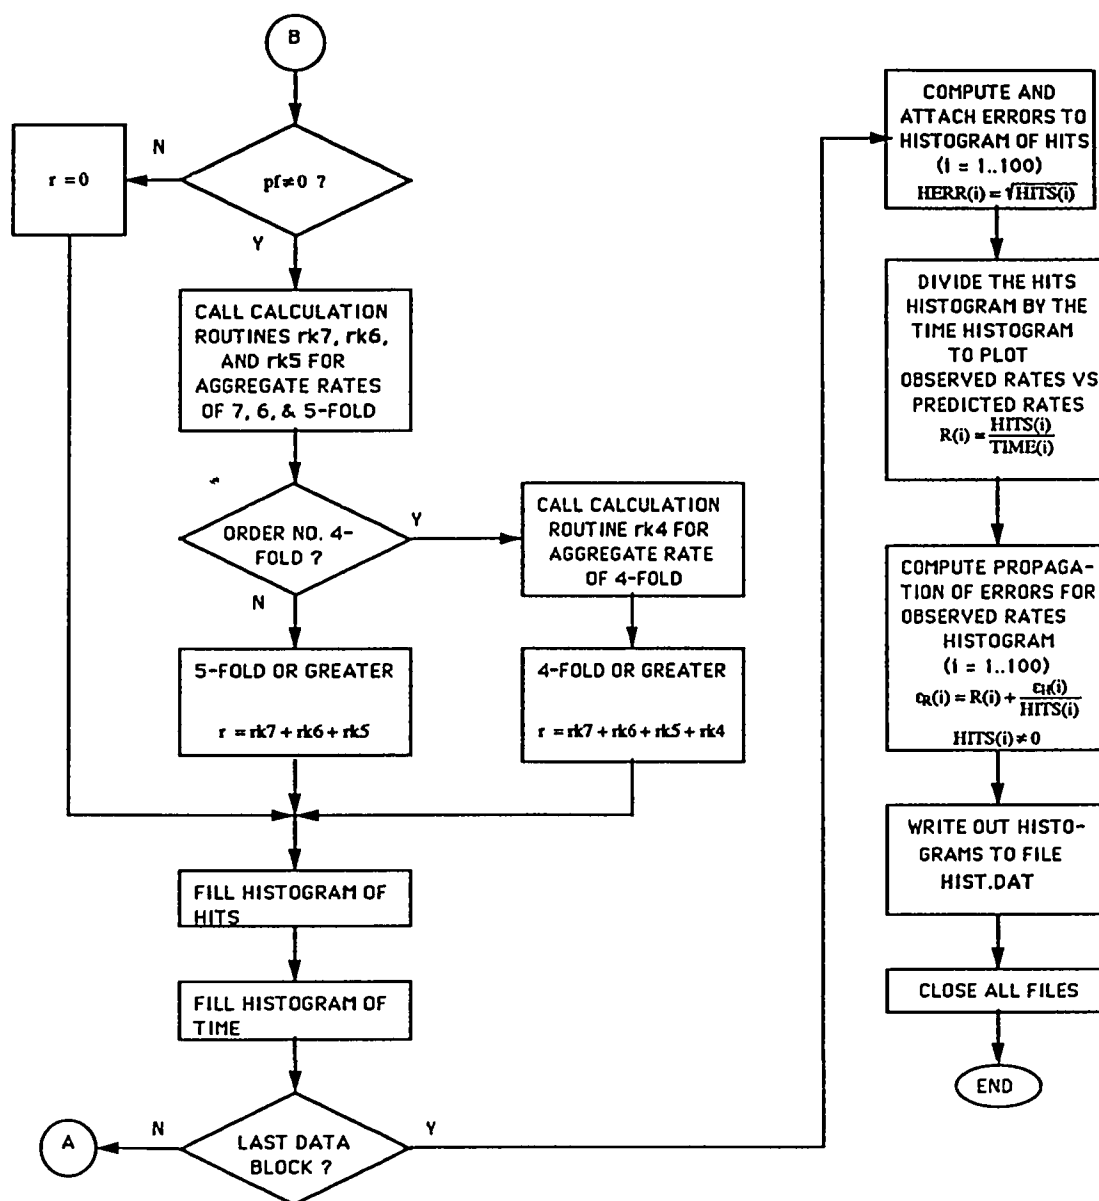 B
N
r = 0
pf≠0 ?
Y
CALL CALCULATION
ROUTINES rk7, rk6,
AND rk5 FOR
AGGREGATE RATES
OF 7, 6, & 5-FOLD
ORDER NO. 4-
FOLD ?
Y
CALL CALCULATION
ROUTINE rk4 FOR
AGGREGATE RATE
OF 4-FOLD
N
5-FOLD OR GREATER
r = rk7 + rk6 + rk5
4-FOLD OR GREATER
r = rk7 + rk6 + rk5 + rk4
FILL HISTOGRAM OF
HITS
FILL HISTOGRAM OF
TIME
A
N
LAST DATA
BLOCK ?
Y
COMPUTE AND
ATTACH ERRORS TO
HISTOGRAM OF HITS
(i = 1..100)
HERR(i) = √HITS(i)
DIVIDE THE HITS
HISTOGRAM BY THE
TIME HISTOGRAM
TO PLOT
OBSERVED RATES VS
PREDICTED RATES
R(i) = HITS(i)
TIME(i)
COMPUTE PROPAGA-
TION OF ERRORS FOR
OBSERVED RATES
HISTOGRAM
(i = 1..100)
εR(i) = R(i) + εH(i)
HITS(i)
HITS(i) ≠ 0
WRITE OUT HISTO-
GRAMS TO FILE
HIST.DAT
CLOSE ALL FILES
END